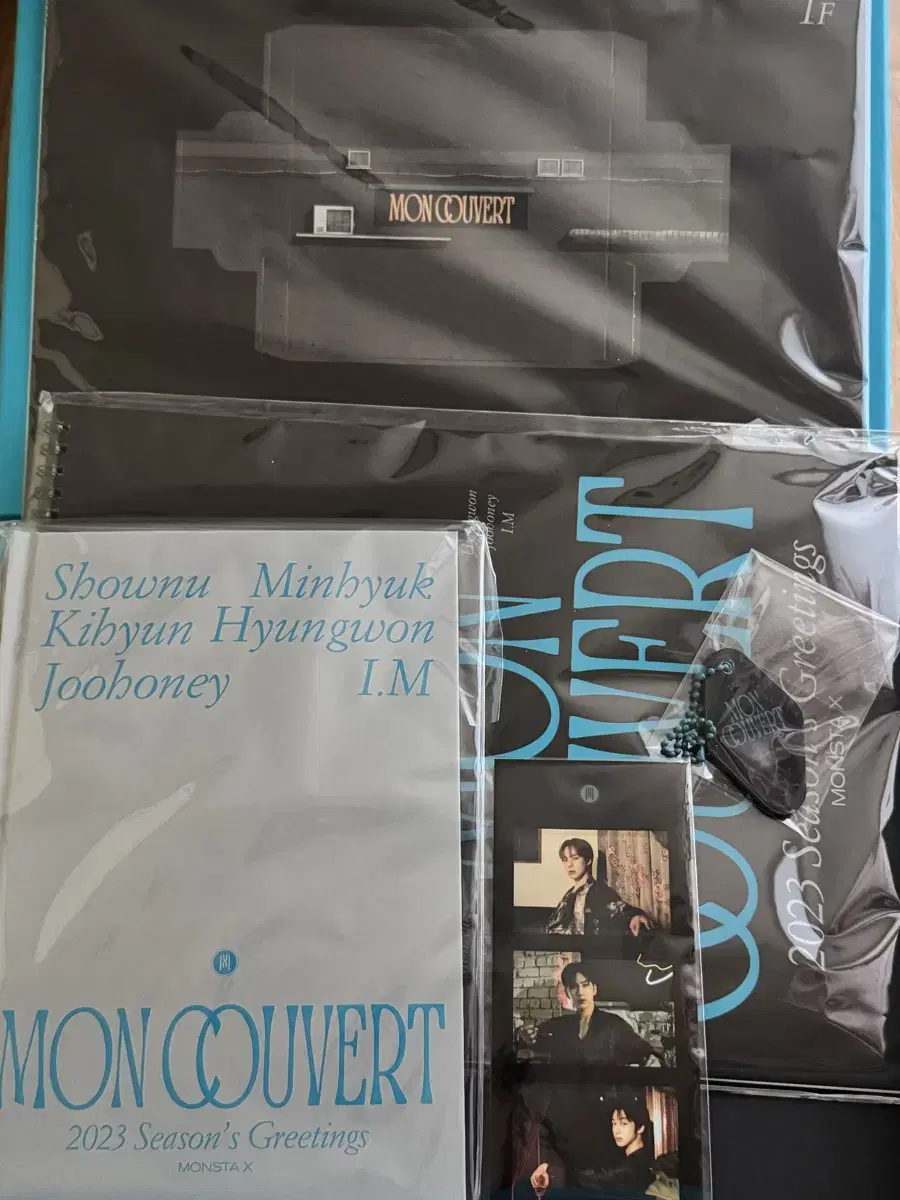 1F
MON COUVERT
Hyungwon
Joohoney
I.M
MON
COUVERT
2023 Season's Greetings
MONSTA X
MON
COUVERT
Shownu Minhyuk
Kihyun Hyungwon
Joohoney I.M
MON COUVERT
2023 Season's Greetings
MONSTA X